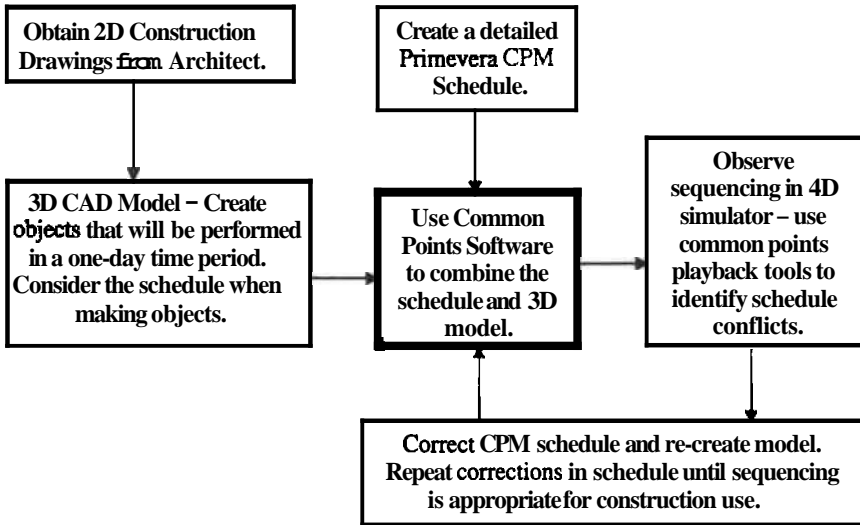 Obtain 2D Construction
Drawings from Architect.
Create a detailed
Primevera CPM
Schedule.
3D CAD Model – Create
objects that will be performed
in a one-day time period.
Consider the schedule when
making objects.
Use Common
Points Software
to combine the
schedule and 3D
model.
Observe
sequencing in 4D
simulator – use
common points
playback tools to
identify schedule
conflicts.
Correct CPM schedule and re-create model.
Repeat corrections in schedule until sequencing
is appropriate for construction use.